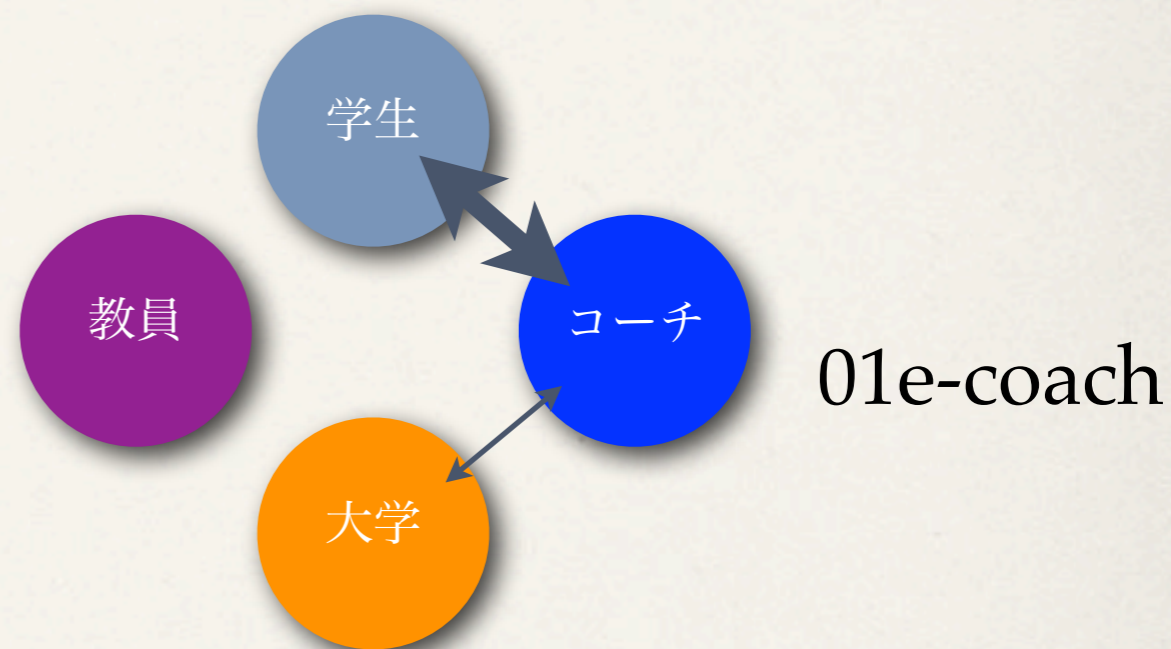 学生
教員
コーチ
01e-coach
大学